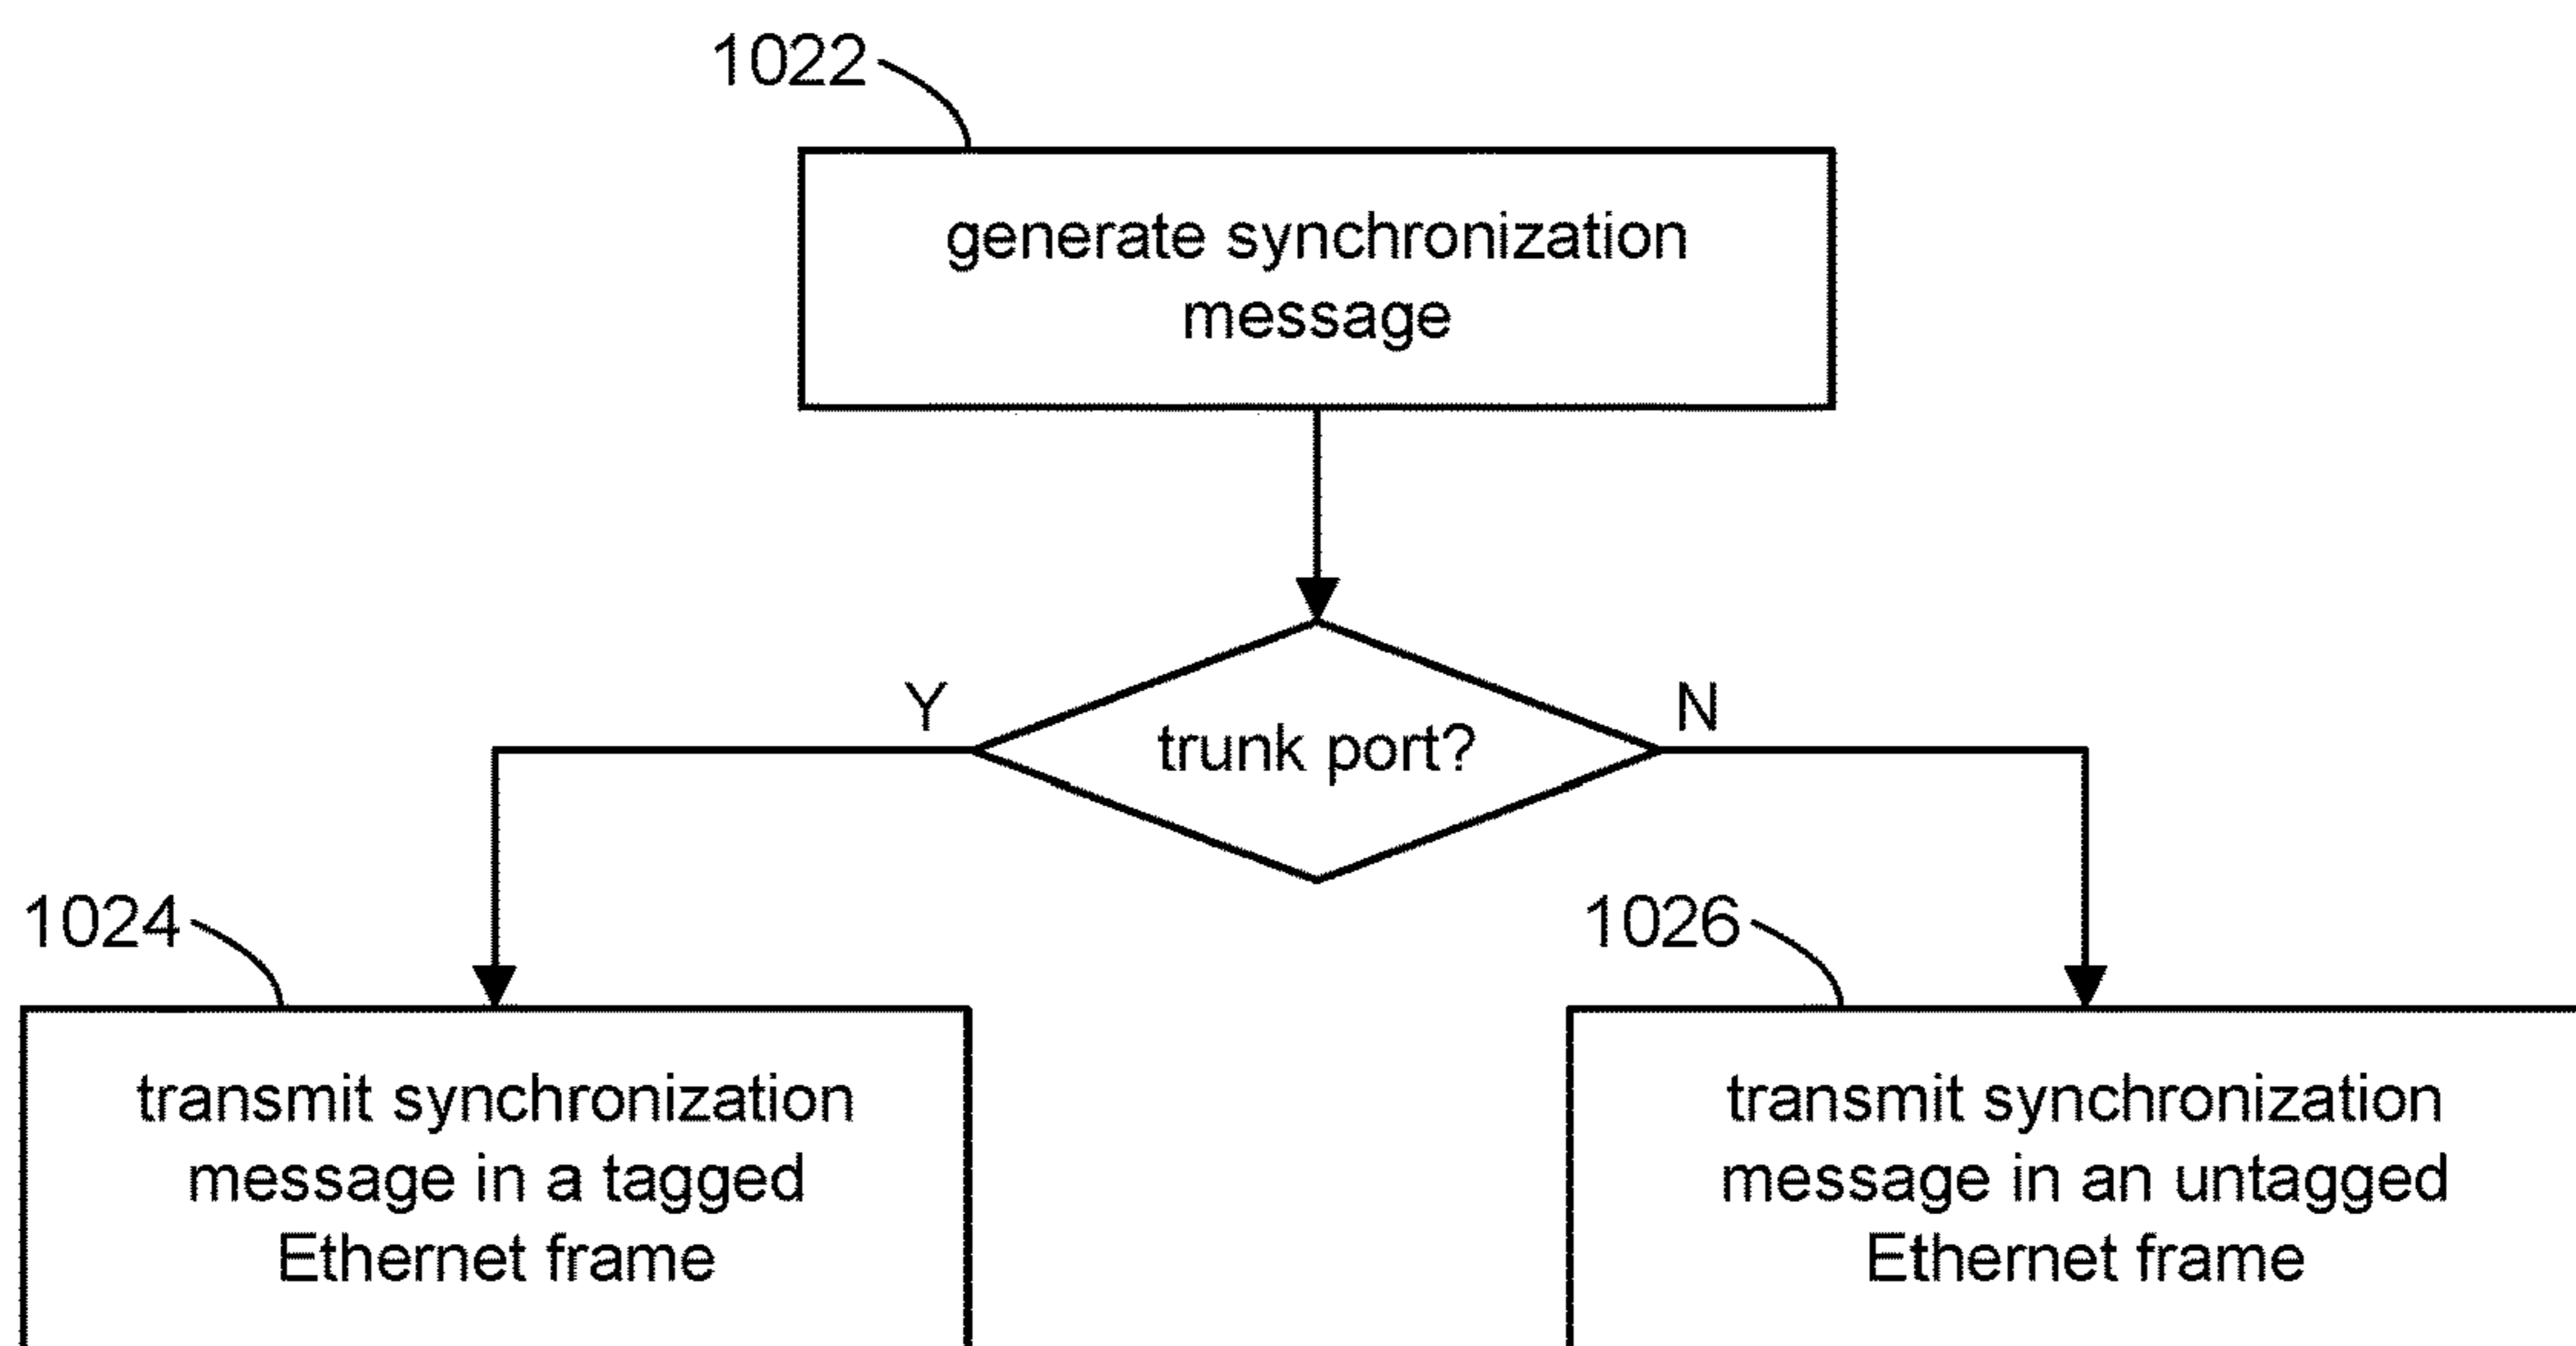 1022
generate synchronization
message
Y
trunk port?
N
1024
1026
transmit synchronization
message in a tagged
Ethernet frame
transmit synchronization
message in an untagged
Ethernet frame